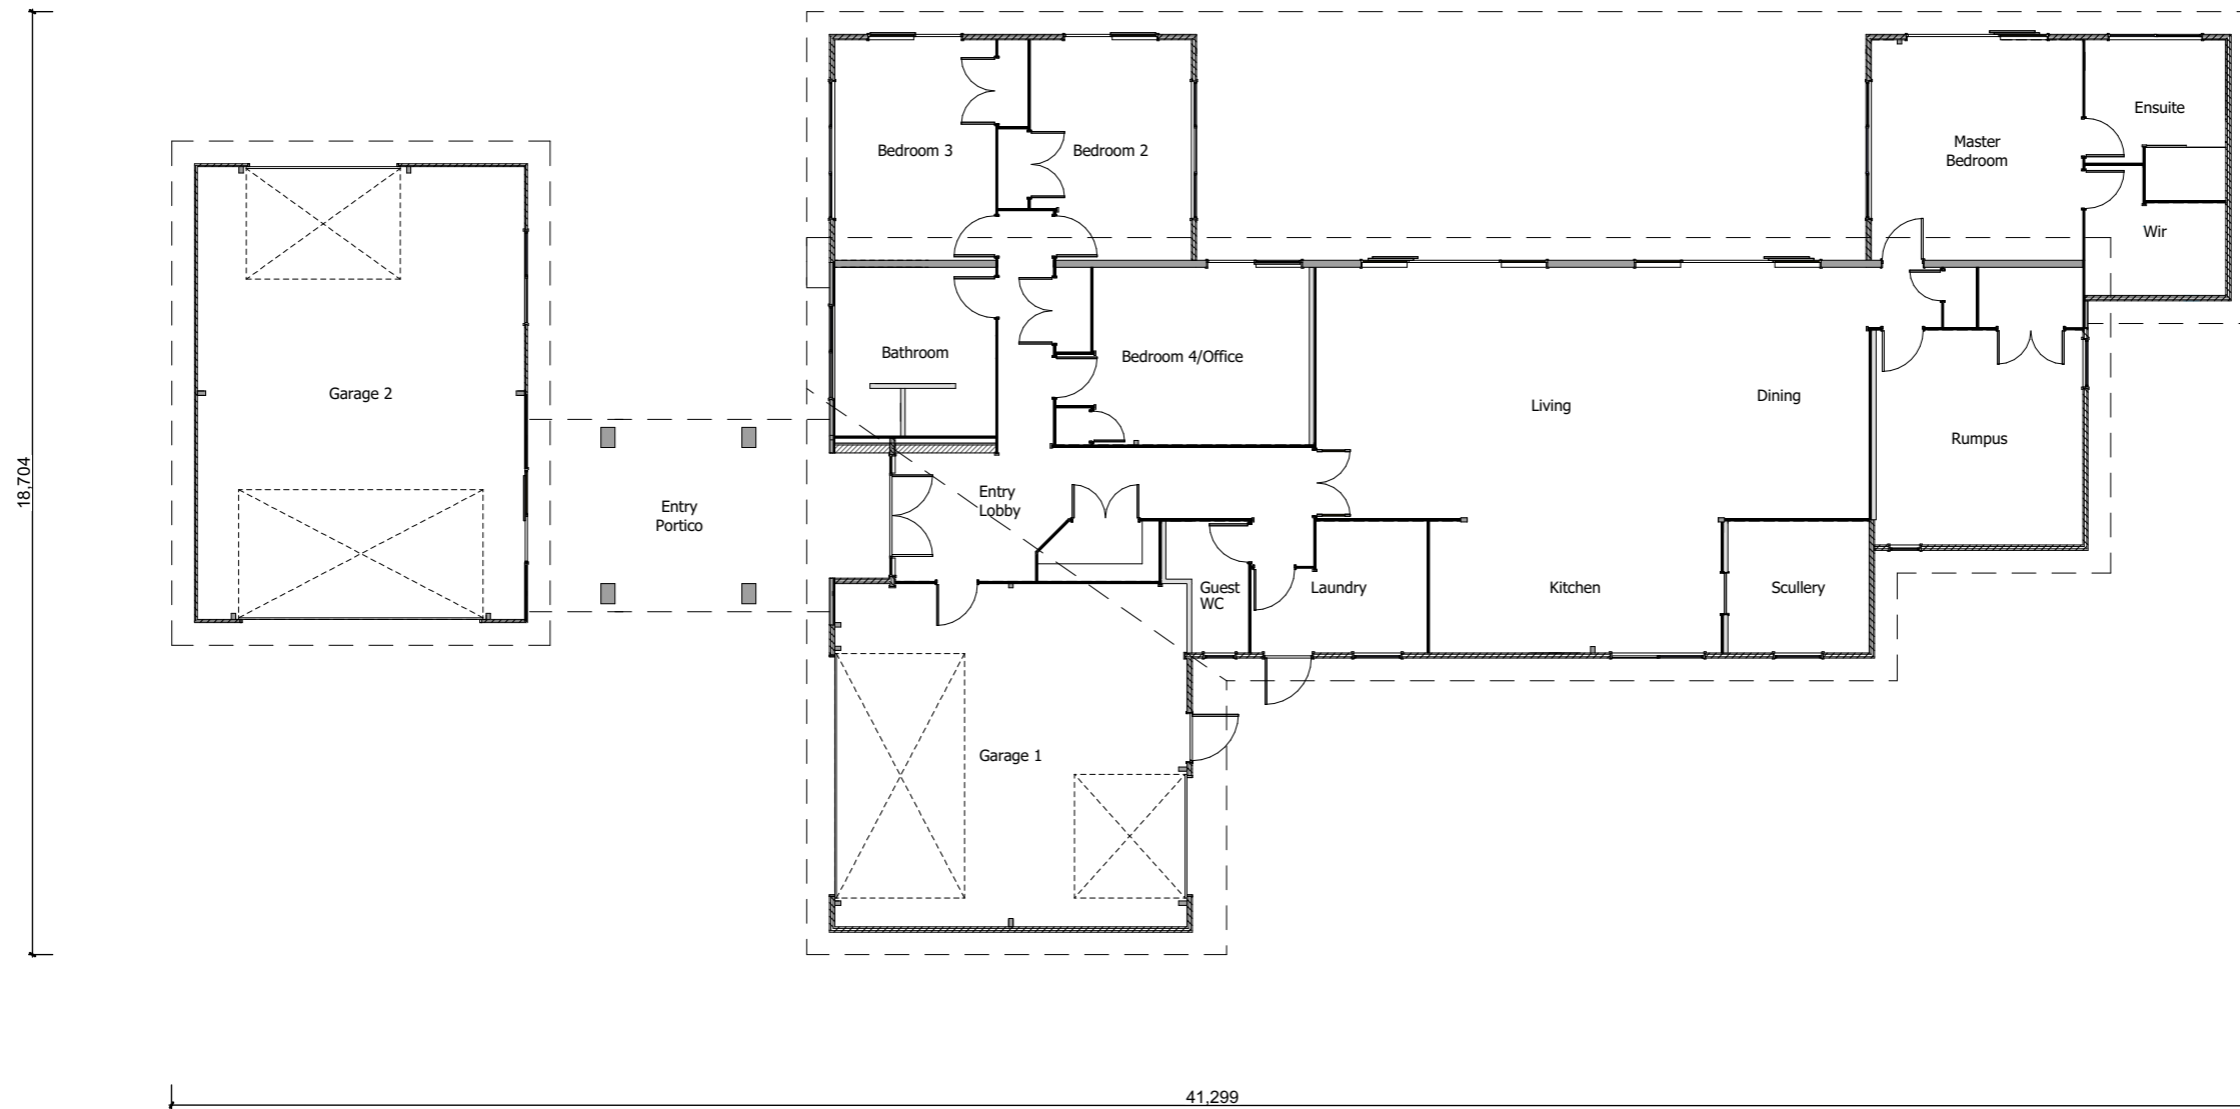 Ensuite
Master
Bedroom
Bedroom 3
Bedroom 2
Wir
Bathroom
Bedroom 4/Office
Garage 2
Living
Dining
Rumpus
18,704
Entry
Portico
Entry
Lobby
Guest
WC
Laundry
Kitchen
Scullery
Garage 1
41,299